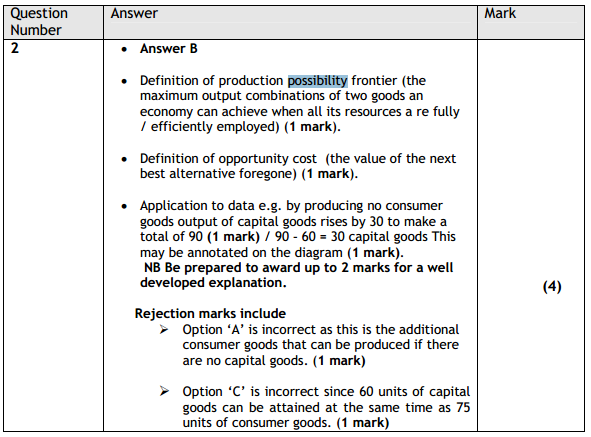 Question Number
Answer
Mark
2
• Answer B
• Definition of production possibility frontier (the
maximum output combinations of two goods an
economy can achieve when all its resources a re fully
/ efficiently employed) (1 mark).
• Definition of opportunity cost (the value of the next
best alternative foregone) (1 mark).
• Application to data e.g. by producing no consumer
goods output of capital goods rises by 30 to make a
total of 90 (1 mark) / 90 - 60 = 30 capital goods This
may be annotated on the diagram (1 mark).
NB Be prepared to award up to 2 marks for a well
developed explanation.
(4)
Rejection marks include
➢ Option ‘A’ is incorrect as this is the additional
consumer goods that can be produced if there
are no capital goods. (1 mark)
➢ Option ‘C’ is incorrect since 60 units of capital
goods can be attained at the same time as 75
units of consumer goods. (1 mark)